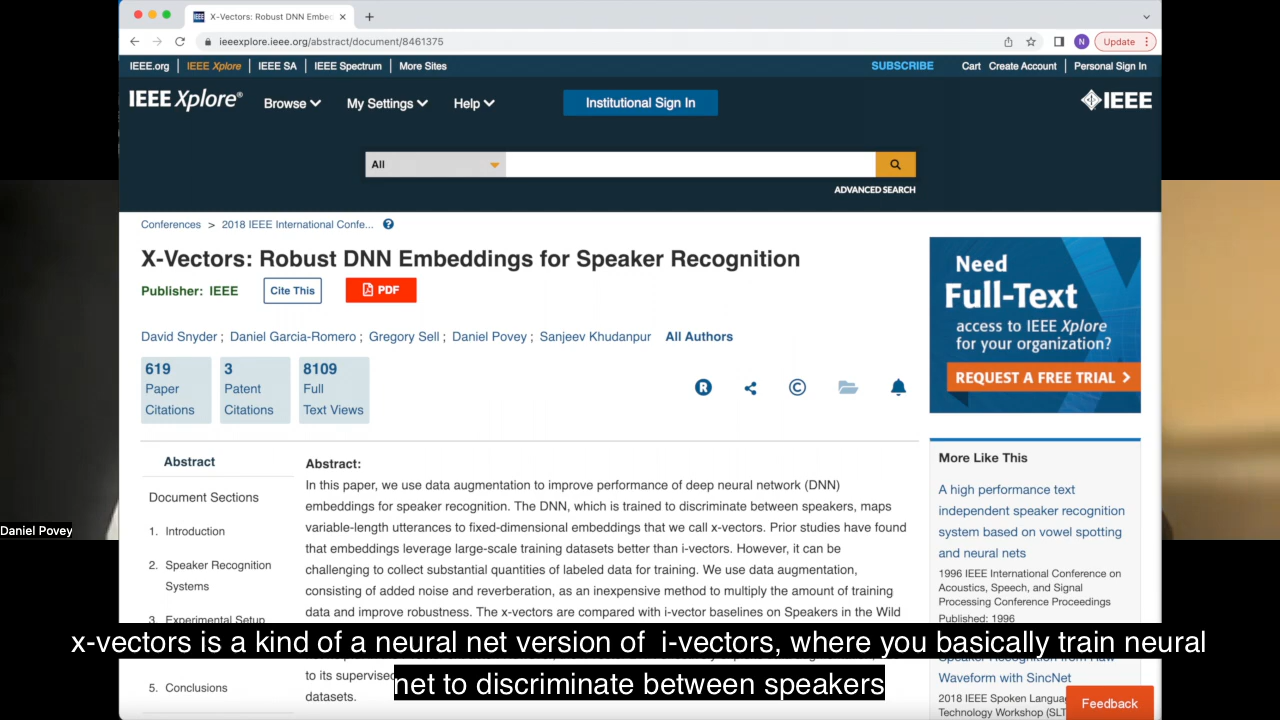 X-Vectors: Robust DNN Embed
ieeexplore.ieee.org/abstract/document/8461375
N
Update
IEEE.org | IEEE Xplore | IEEE SA | IEEE Spectrum | More Sites
SUBSCRIBE
Cart Create Account | Personal Sign In
IEEE Xplore®
Browse My Settings Help
Institutional Sign In
IEEE
All
ADVANCED SEARCH
Conferences > 2018 IEEE International Confe... ?
X-Vectors: Robust DNN Embeddings for Speaker Recognition
Publisher: IEEE Cite This PDF
David Snyder ; Daniel Garcia-Romero ; Gregory Sell ; Daniel Povey ; Sanjeev Khudanpur All Authors
619 Paper Citations
3 Patent Citations
8109 Full Text Views
R
©
Need
Full-Text
access to IEEE Xplore
for your organization?
REQUEST A FREE TRIAL >
Abstract
Document Sections
1. Introduction
2. Speaker Recognition
Systems
3. Experimental Setup
5. Conclusions
Abstract:
In this paper, we use data augmentation to improve performance of deep neural network (DNN)
embeddings for speaker recognition. The DNN, which is trained to discriminate between speakers, maps
variable-length utterances to fixed-dimensional embeddings that we call x-vectors. Prior studies have found
that embeddings leverage large-scale training datasets better than i-vectors. However, it can be
challenging to collect substantial quantities of labeled data for training. We use data augmentation,
consisting of added noise and reverberation, as an inexpensive method to multiply the amount of training
data and improve robustness. The x-vectors are compared with i-vector baselines on Speakers in the Wild
to its supervised
datasets.
More Like This
A high performance text
independent speaker recognition
system based on vowel spotting
and neural nets
1996 IEEE International Conference on
Acoustics, Speech, and Signal
Processing Conference Proceedings
Published: 1996
Speaker Recognition from Raw
Waveform with SincNet
2018 IEEE Spoken Langua
Technology Workshop (SLT
Feedback
Daniel Povey
x-vectors is a kind of a neural net version of i-vectors, where you basically train neural
net to discriminate between speakers